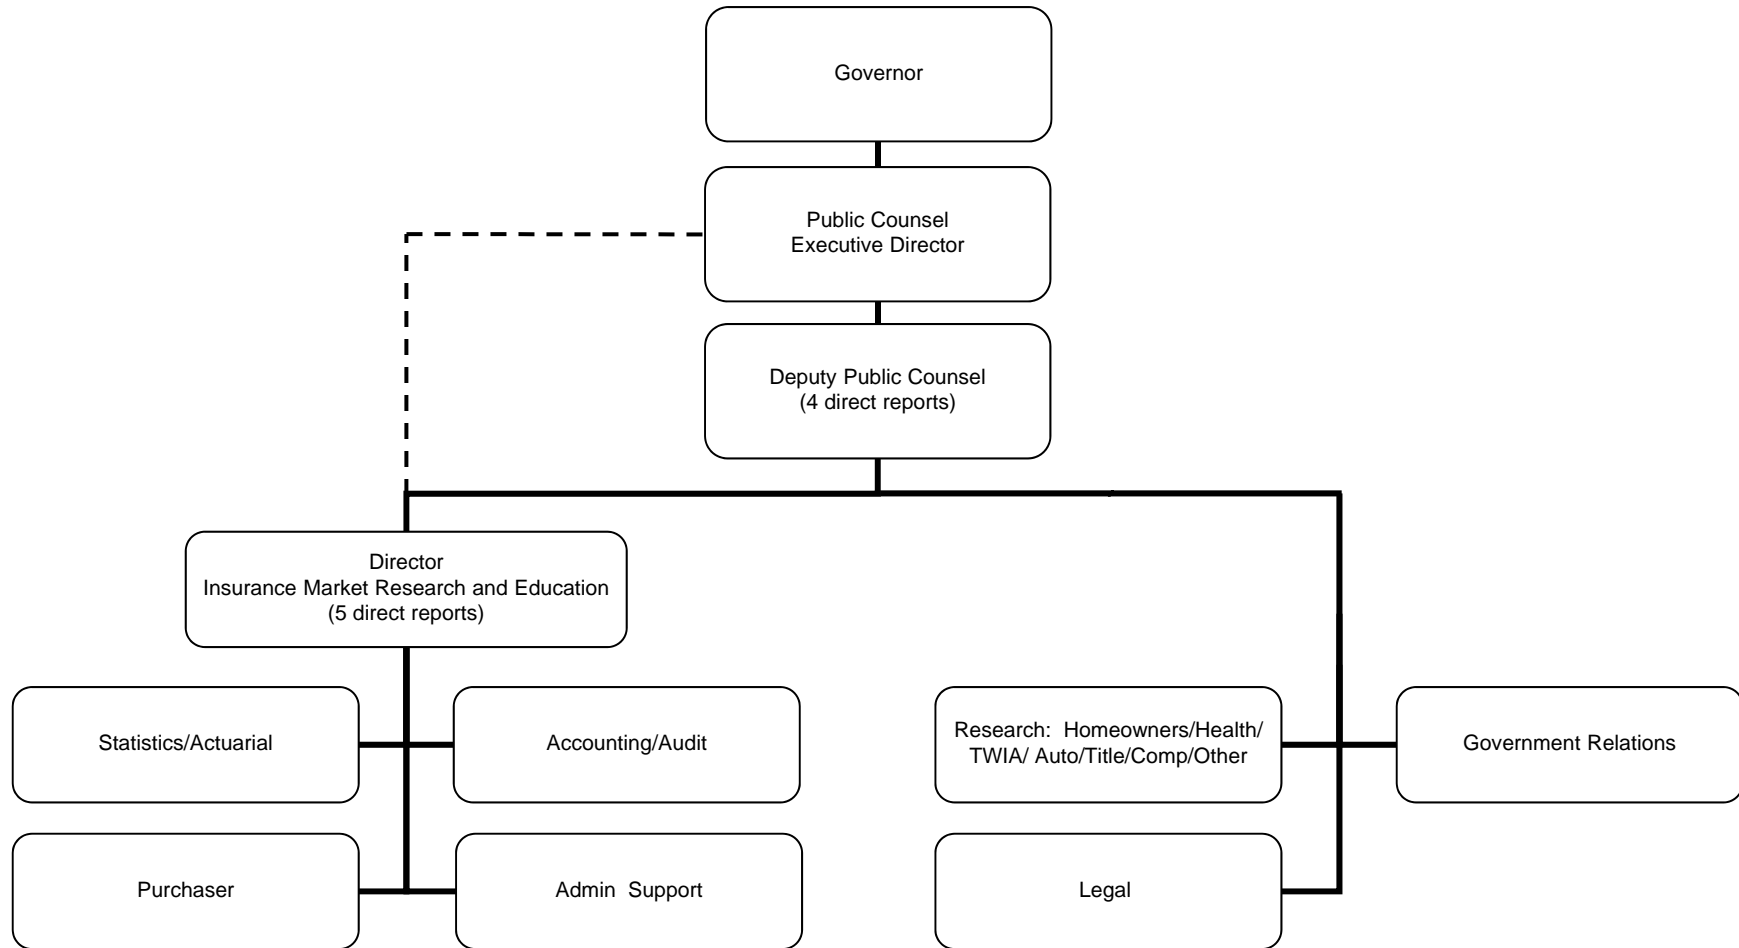 Governor
Public Counsel
Executive Director
Deputy Public Counsel
(4 direct reports)
Director
Insurance Market Research and Education
(5 direct reports)
Statistics/Actuarial
Accounting/Audit
Research:  Homeowners/Health/
TWIA/ Auto/Title/Comp/Other
Government Relations
Purchaser
Admin  Support
Legal